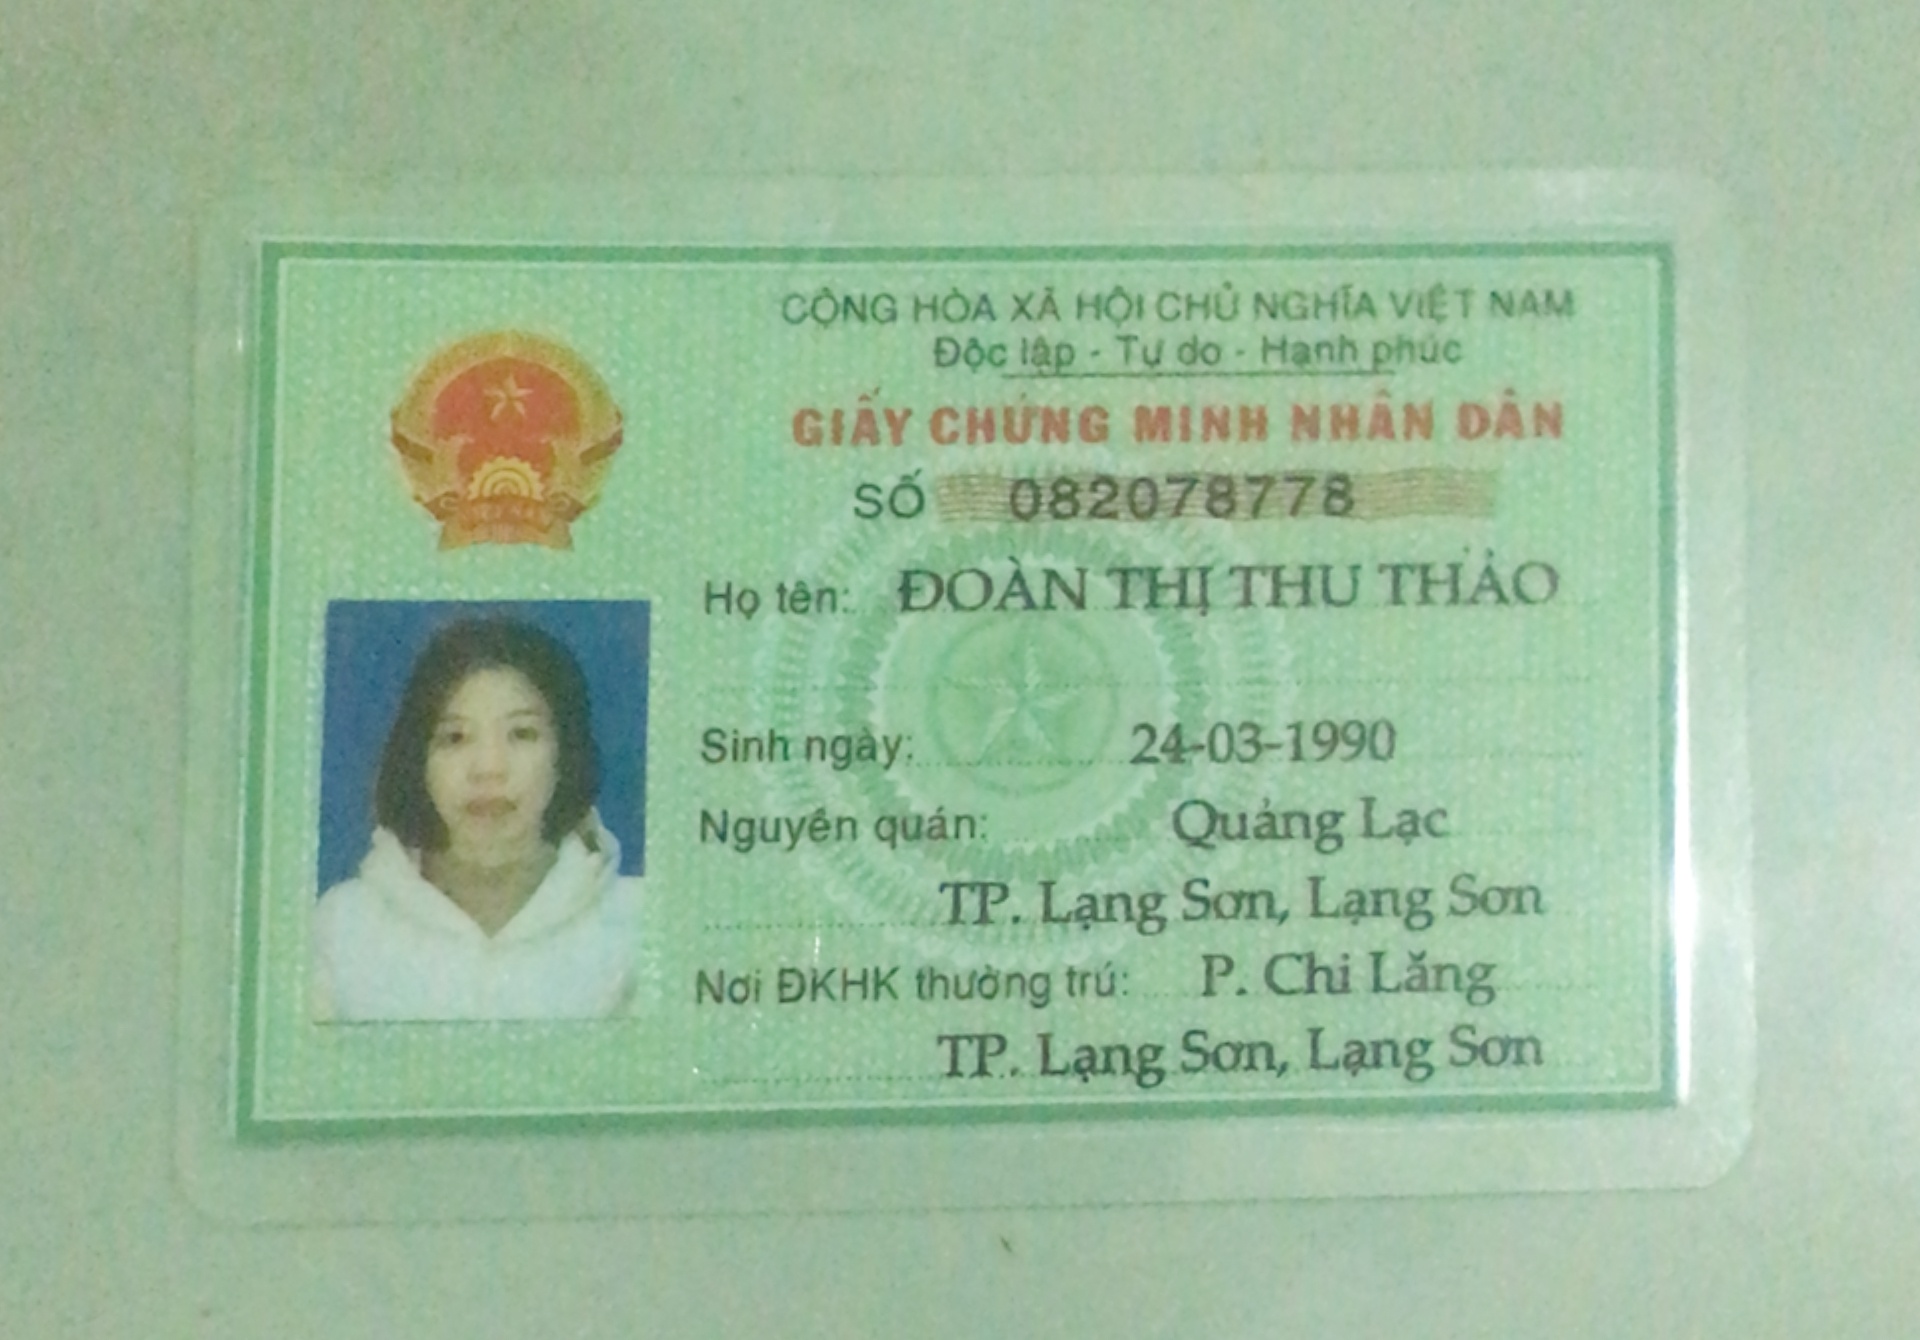 CỘNG HÒA XÃ HỘI CHỦ NGHĨA VIỆT NAM
Độc lập - Tự do - Hạnh phúc
GIẤY CHỨNG MINH NHÂN DÂN
SỐ 082078778
Họ tên: ĐOÀN THỊ THU THẢO
Sinh ngày: 24-03-1990
Nguyên quán: Quảng Lạc
TP. Lạng Sơn, Lạng Sơn
Nơi ĐKHK thường trú: P. Chi Lăng
TP. Lạng Sơn, Lạng Sơn